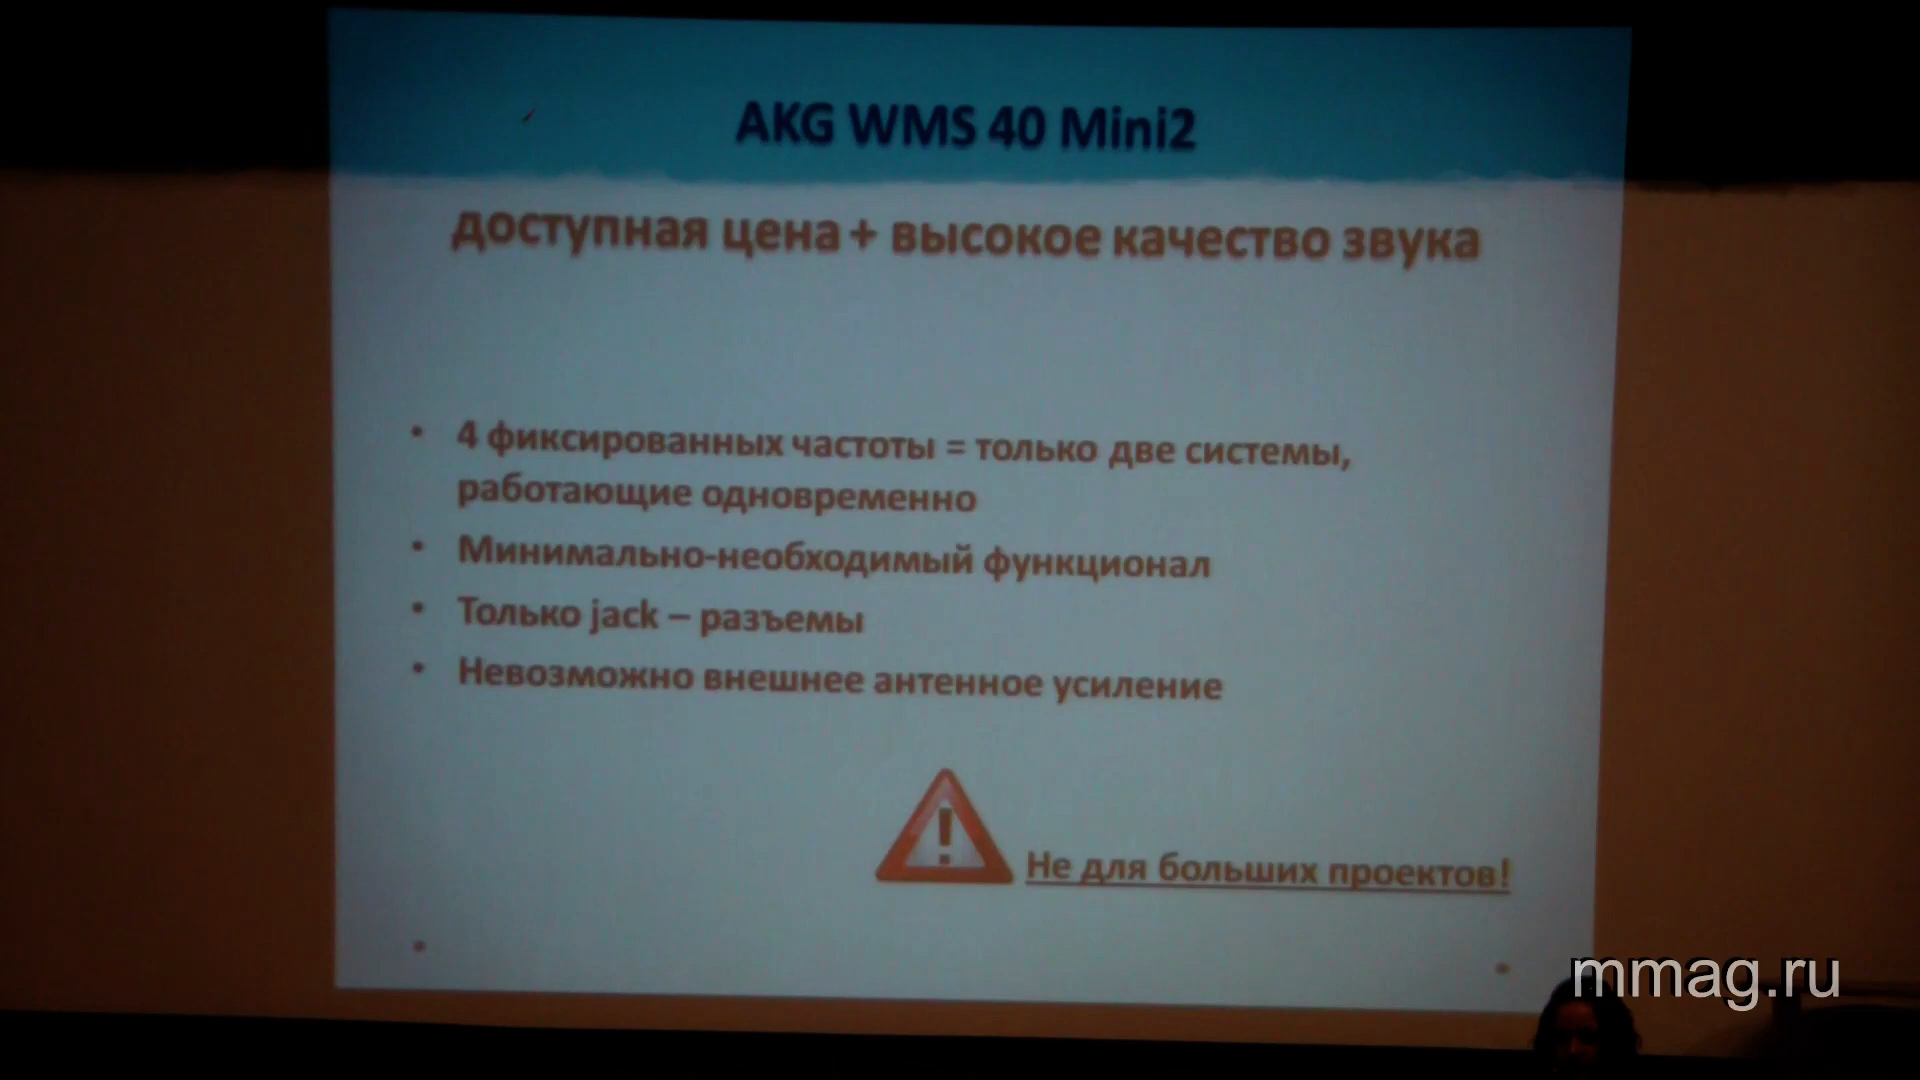 AKG WMS 40 Mini2
доступная цена + высокое качество звука
• 4 фиксированных частоты = только две системы,
работающие одновременно
• Минимально-необходимый функционал
• Только jack – разъемы
• Невозможно внешнее антенное усиление
Не для больших проектов!
mmag.ru